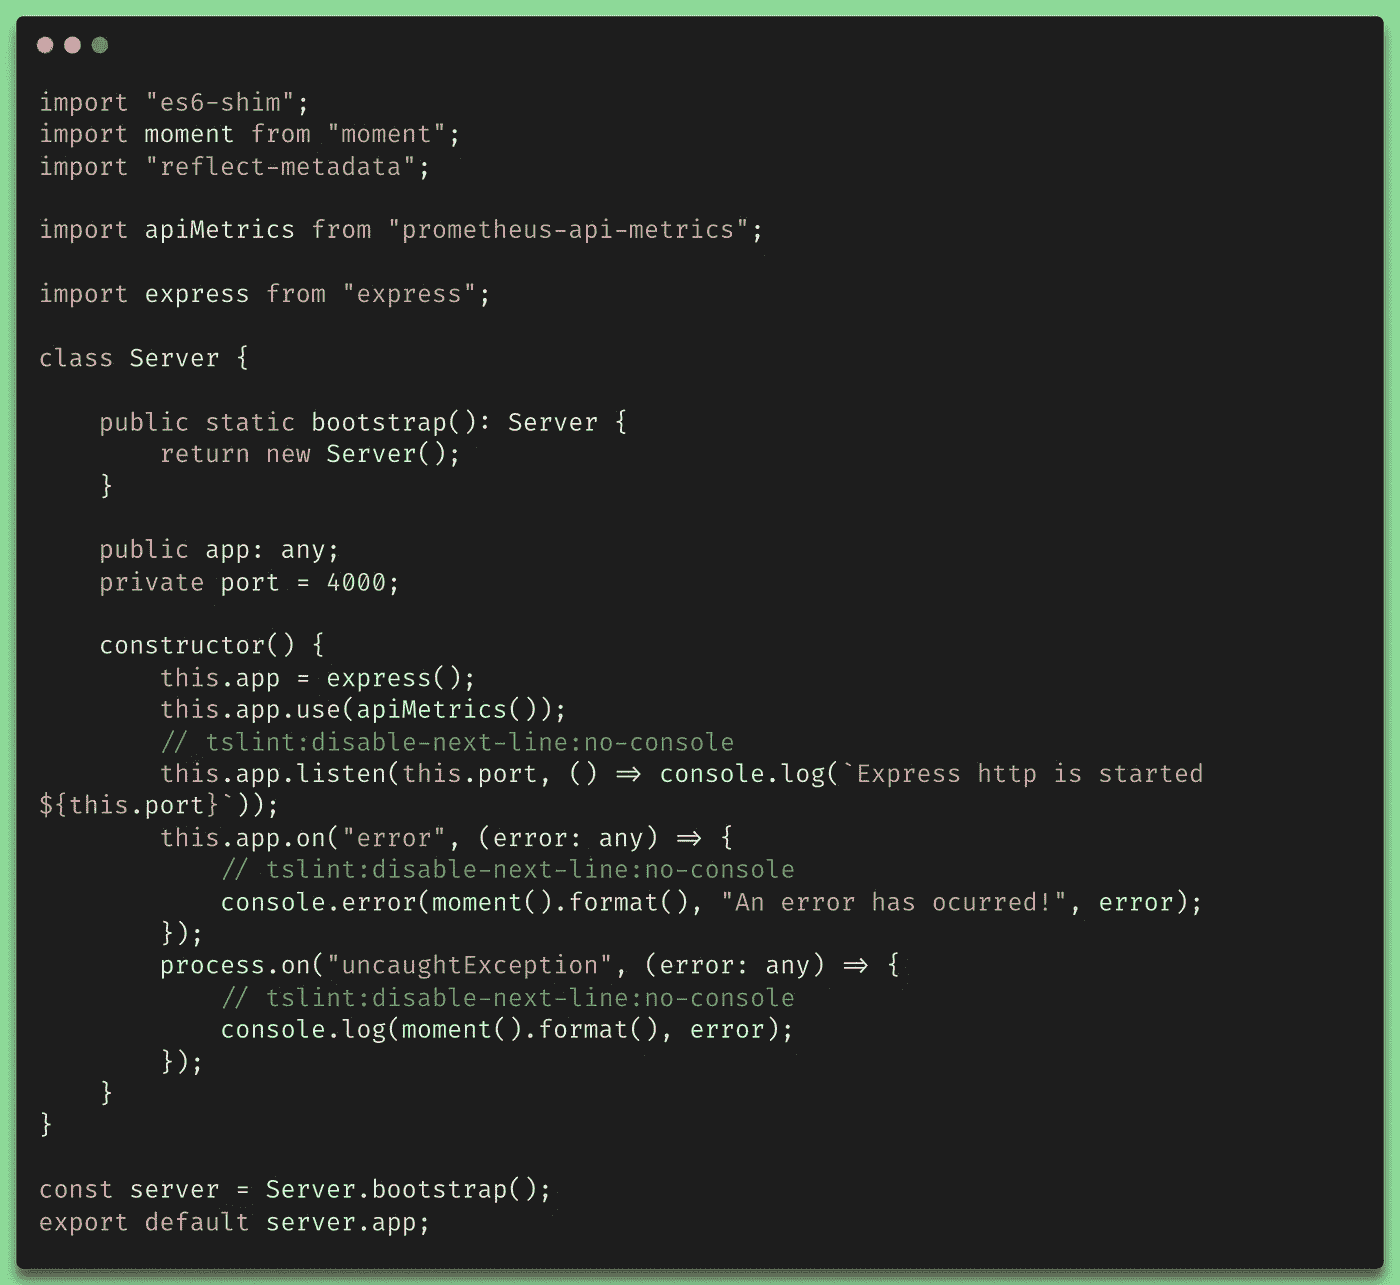 import "es6-shim";
import moment from "moment";
import "reflect-metadata";

import apiMetrics from "prometheus-api-metrics";

import express from "express";

class Server {

    public static bootstrap(): Server {
        return new Server();
    }

    public app: any;
    private port = 4000;

    constructor() {
        this.app = express();
        this.app.use(apiMetrics());
        // tslint:disable-next-line:no-console
        this.app.listen(this.port, () => console.log(`Express http is started
${this.port}`));
        this.app.on("error", (error: any) => {
            // tslint:disable-next-line:no-console
            console.error(moment().format(), "An error has ocurred!", error);
        });
        process.on("uncaughtException", (error: any) => {
            // tslint:disable-next-line:no-console
            console.log(moment().format(), error);
        });
    }
}

const server = Server.bootstrap();
export default server.app;